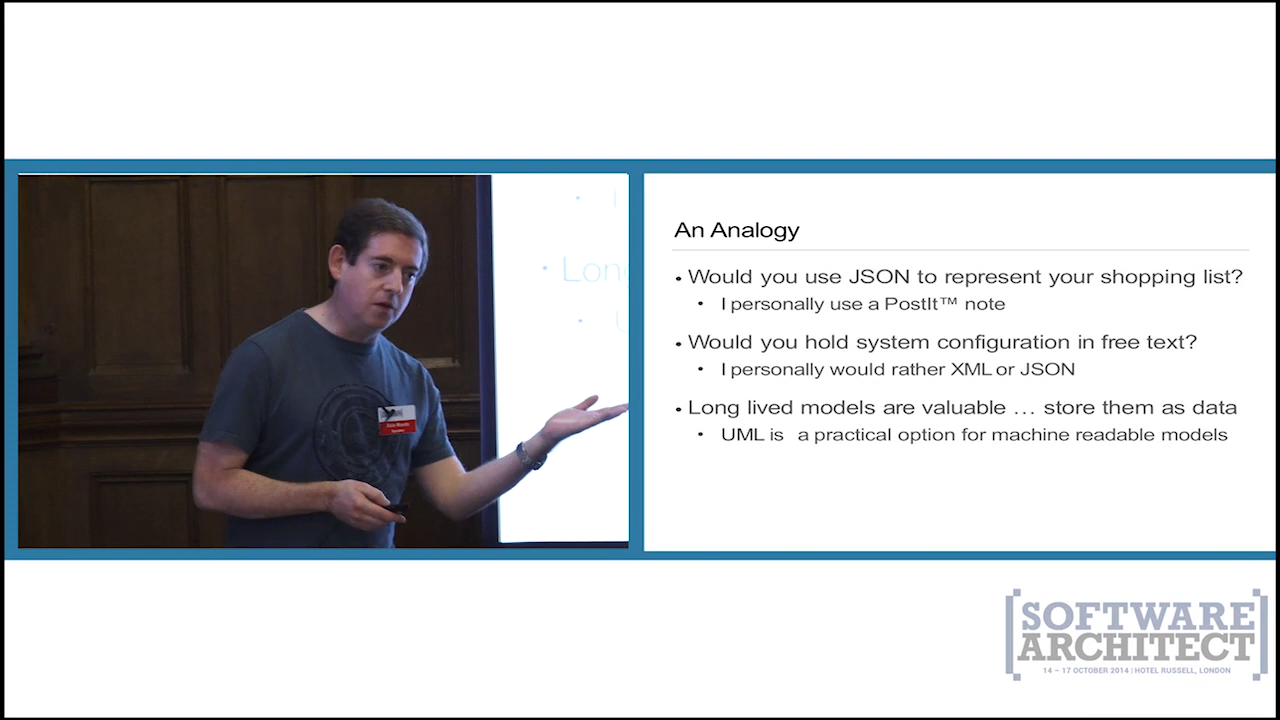 An Analogy
• Would you use JSON to represent your shopping list?
• I personally use a PostIt™ note
• Would you hold system configuration in free text?
• I personally would rather XML or JSON
• Long lived models are valuable … store them as data
• UML is a practical option for machine readable models
Lon
[SOFTWARE
ARCHITECT]
14 – 17 OCTOBER 2014 | HOTEL RUSSELL, LONDON